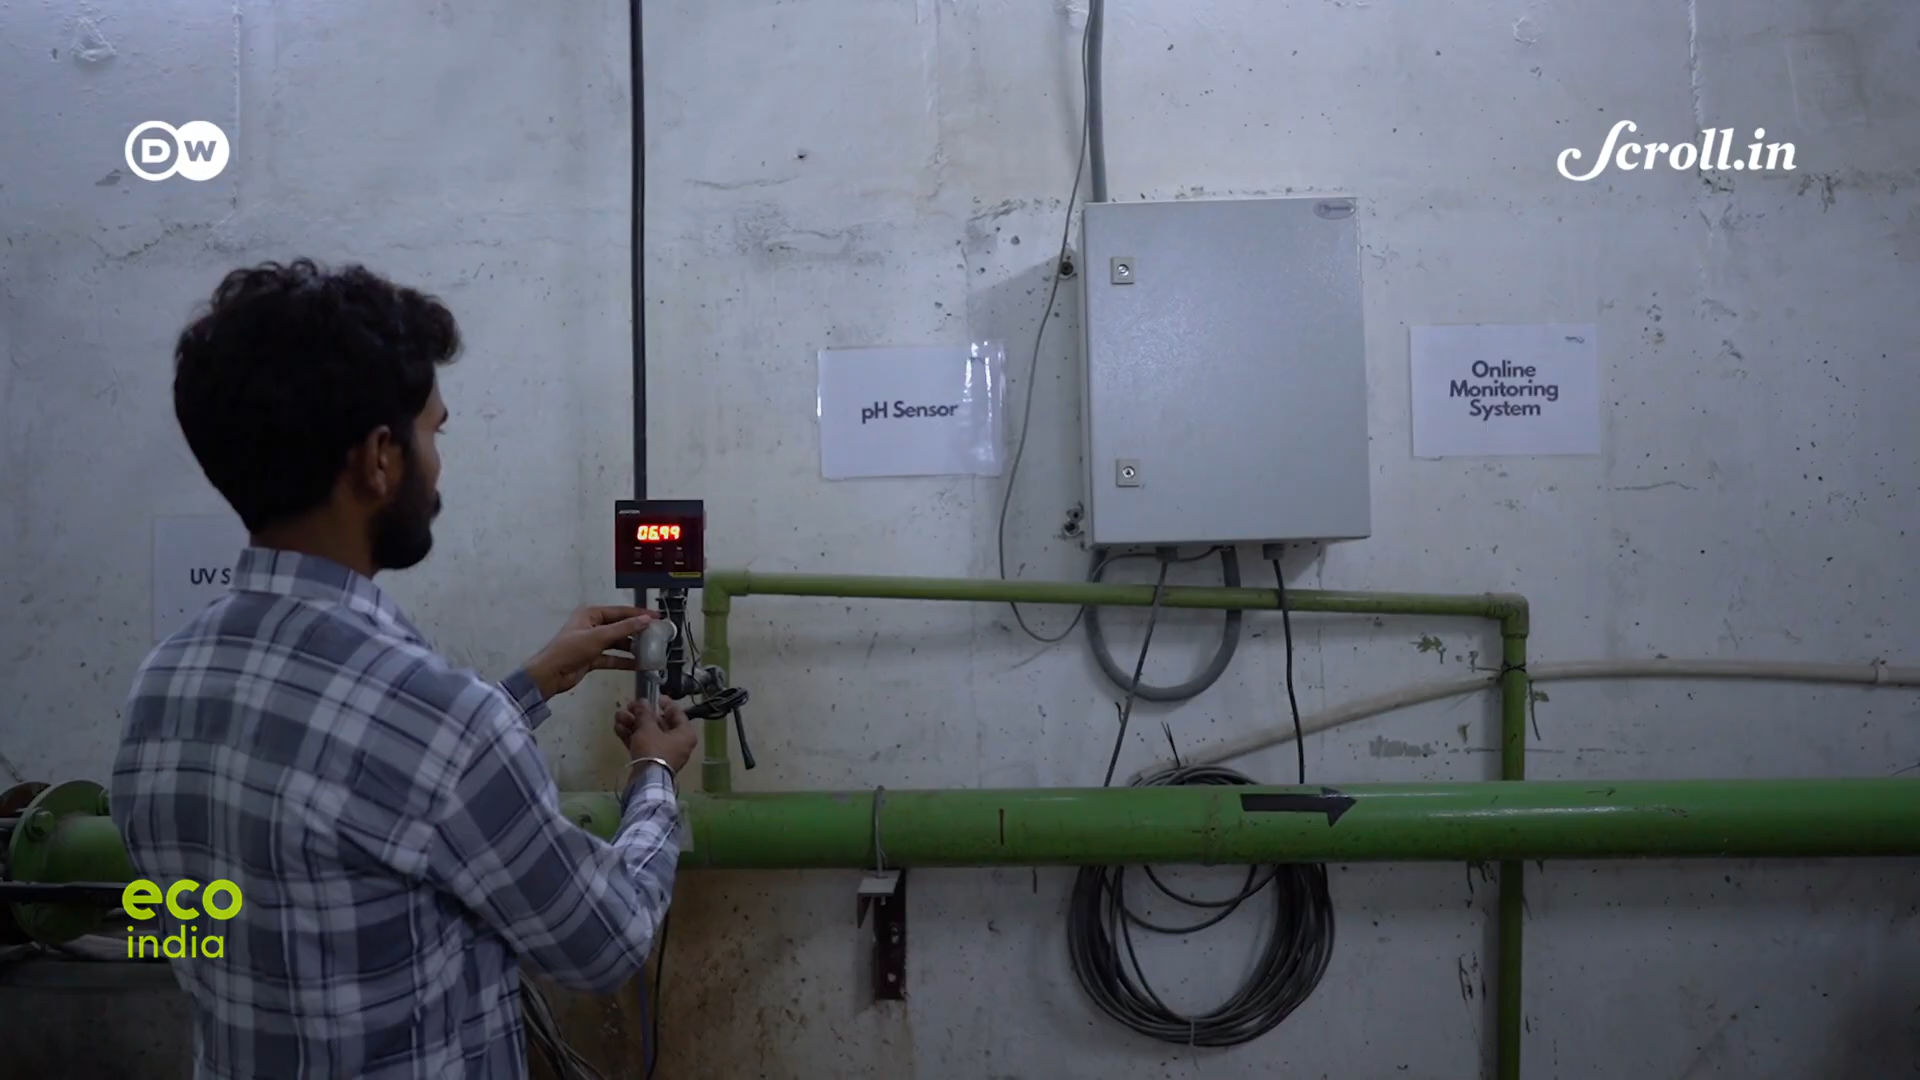 DW
Scroll.in
Online
Monitoring
System
pH Sensor
06.99
UV S
eco
india